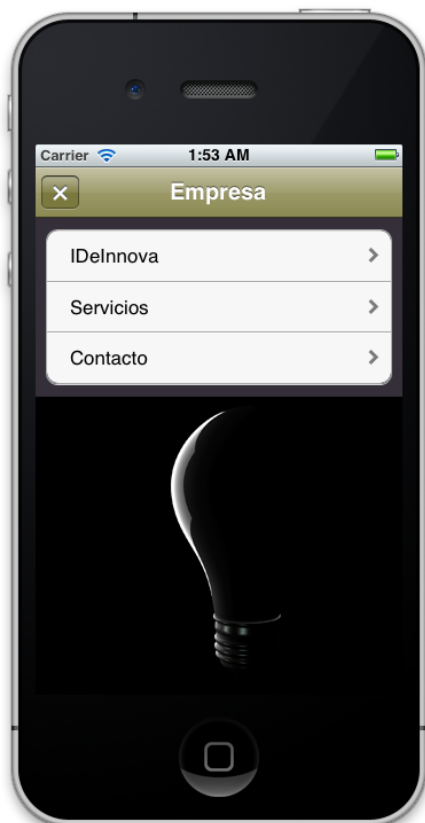 Carrier 1:53 AM
Empresa
IDeInnova
Servicios
Contacto